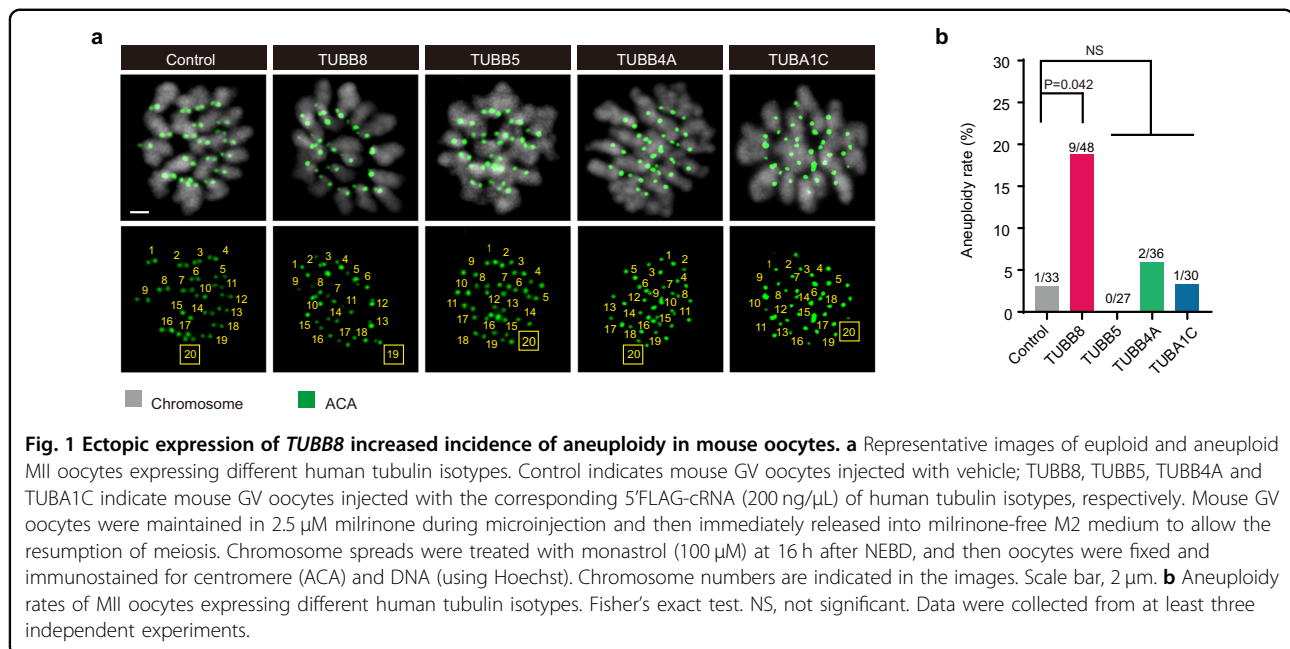 a
Control TUBB8 TUBB5 TUBB4A TUBA1C
1 2 3 4 5 6 7 8 9 10 11 12 13 14 15 16 17 18 19 20
1 2 3 4 5 6 7 8 9 10 11 12 13 14 15 16 17 18 19
1 2 3 4 5 6 7 8 9 10 11 12 13 14 15 16 17 18 19 20
1 2 3 4 5 6 7 8 9 10 11 12 13 14 15 16 17 18 19 20
1 2 3 4 5 6 7 8 9 10 11 12 13 14 15 16 17 18 19 20
Chromosome ACA
b
NS
P=0.042
Aneuploidy rate (%)
30
25
20
15
10
5
0
1/33 9/48 0/27 2/36 1/30
Control TUBB8 TUBB5 TUBB4A TUBA1C
Fig. 1 Ectopic expression of TUBB8 increased incidence of aneuploidy in mouse oocytes. a Representative images of euploid and aneuploid
MII oocytes expressing different human tubulin isotypes. Control indicates mouse GV oocytes injected with vehicle; TUBB8, TUBB5, TUBB4A and
TUBA1C indicate mouse GV oocytes injected with the corresponding 5′FLAG-cRNA (200 ng/μL) of human tubulin isotypes, respectively. Mouse GV
oocytes were maintained in 2.5 μM milrinone during microinjection and then immediately released into milrinone-free M2 medium to allow the
resumption of meiosis. Chromosome spreads were treated with monastrol (100 μM) at 16 h after NEBD, and then oocytes were fixed and
immunostained for centromere (ACA) and DNA (using Hoechst). Chromosome numbers are indicated in the images. Scale bar, 2 μm. b Aneuploidy
rates of MII oocytes expressing different human tubulin isotypes. Fisher's exact test. NS, not significant. Data were collected from at least three
independent experiments.